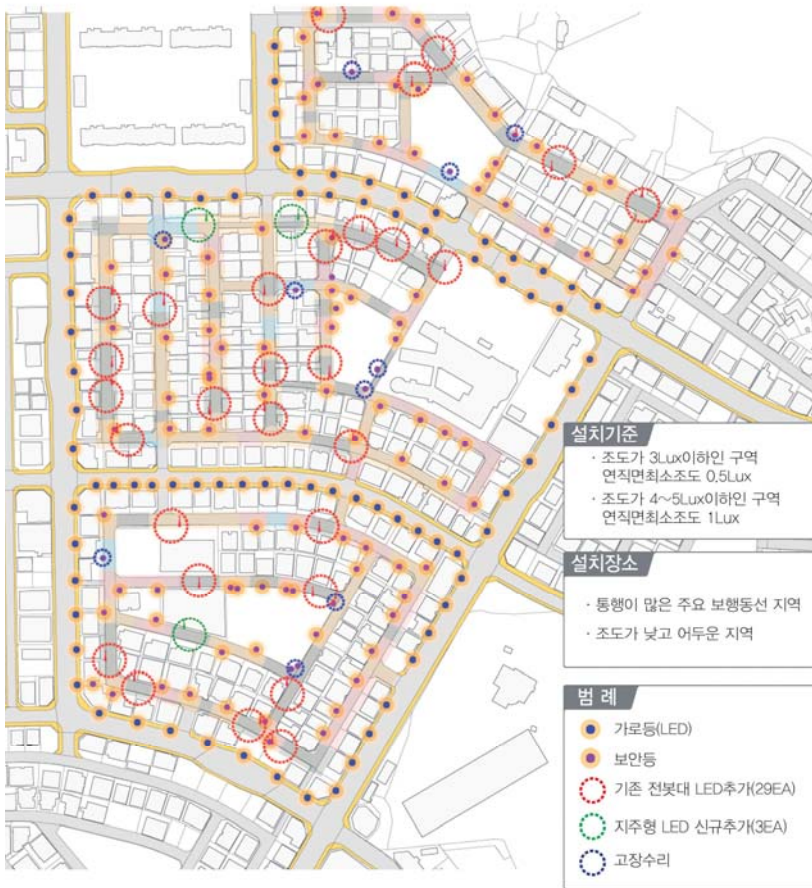 설치기준
· 조도가 3Lux이하인 구역
연직면최소조도 0.5Lux
· 조도가 4~5Lux이하인 구역
연직면최소조도 1Lux
설치장소
· 통행이 많은 주요 보행동선 지역
· 조도가 낮고 어두운 지역
범 례
가로등(LED)
보안등
기존 전봇대 LED추가(29EA)
지주형 LED 신규추가(3EA)
고장수리